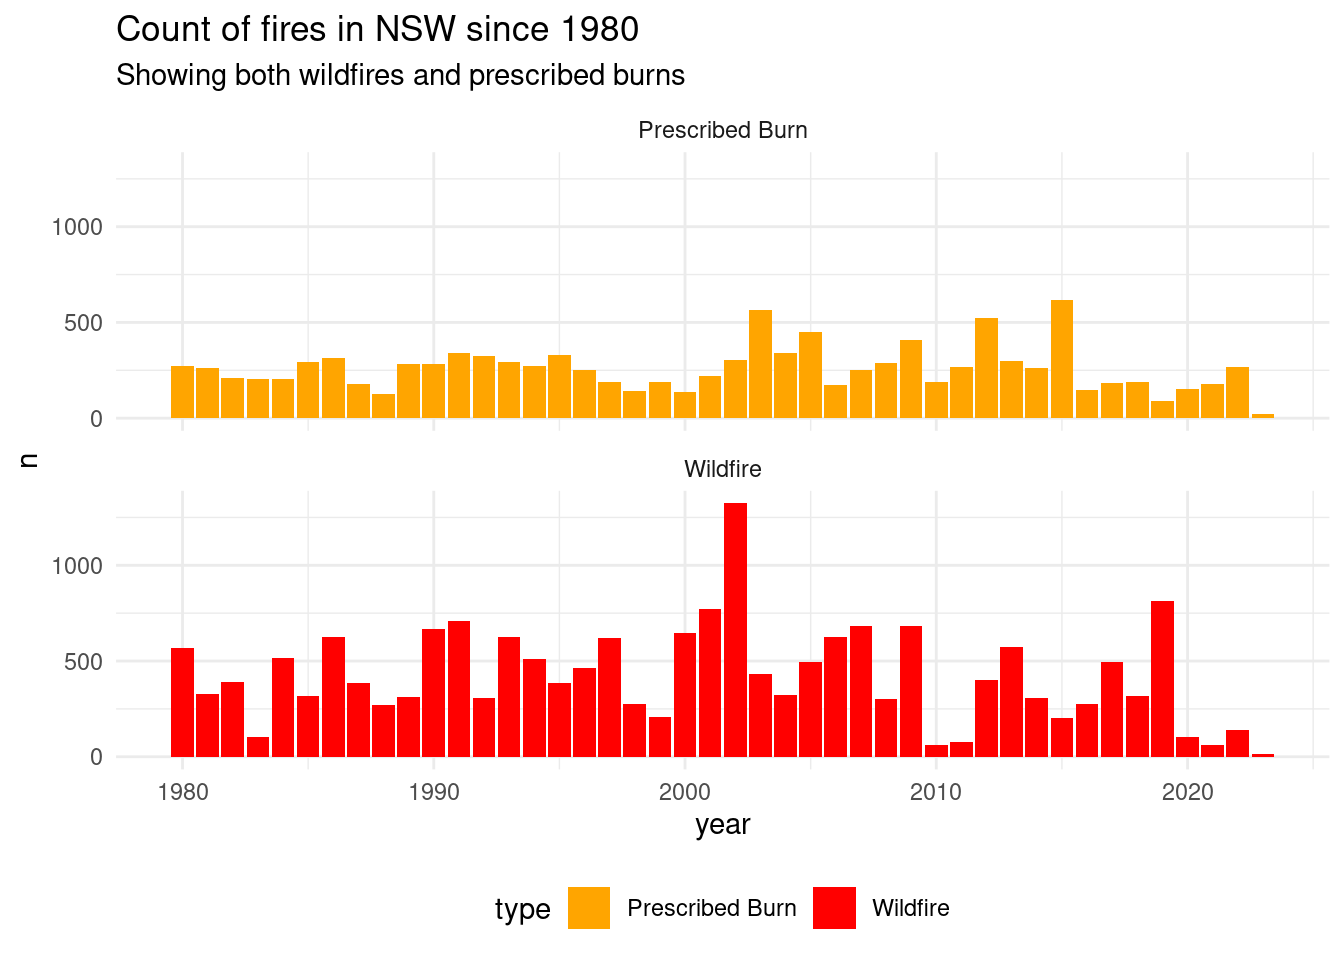 Count of fires in NSW since 1980
Showing both wildfires and prescribed burns
Prescribed Burn
1000
500
0
n
Wildfire
1000
500
0
1980 1990 2000 2010 2020
year
type Prescribed Burn Wildfire